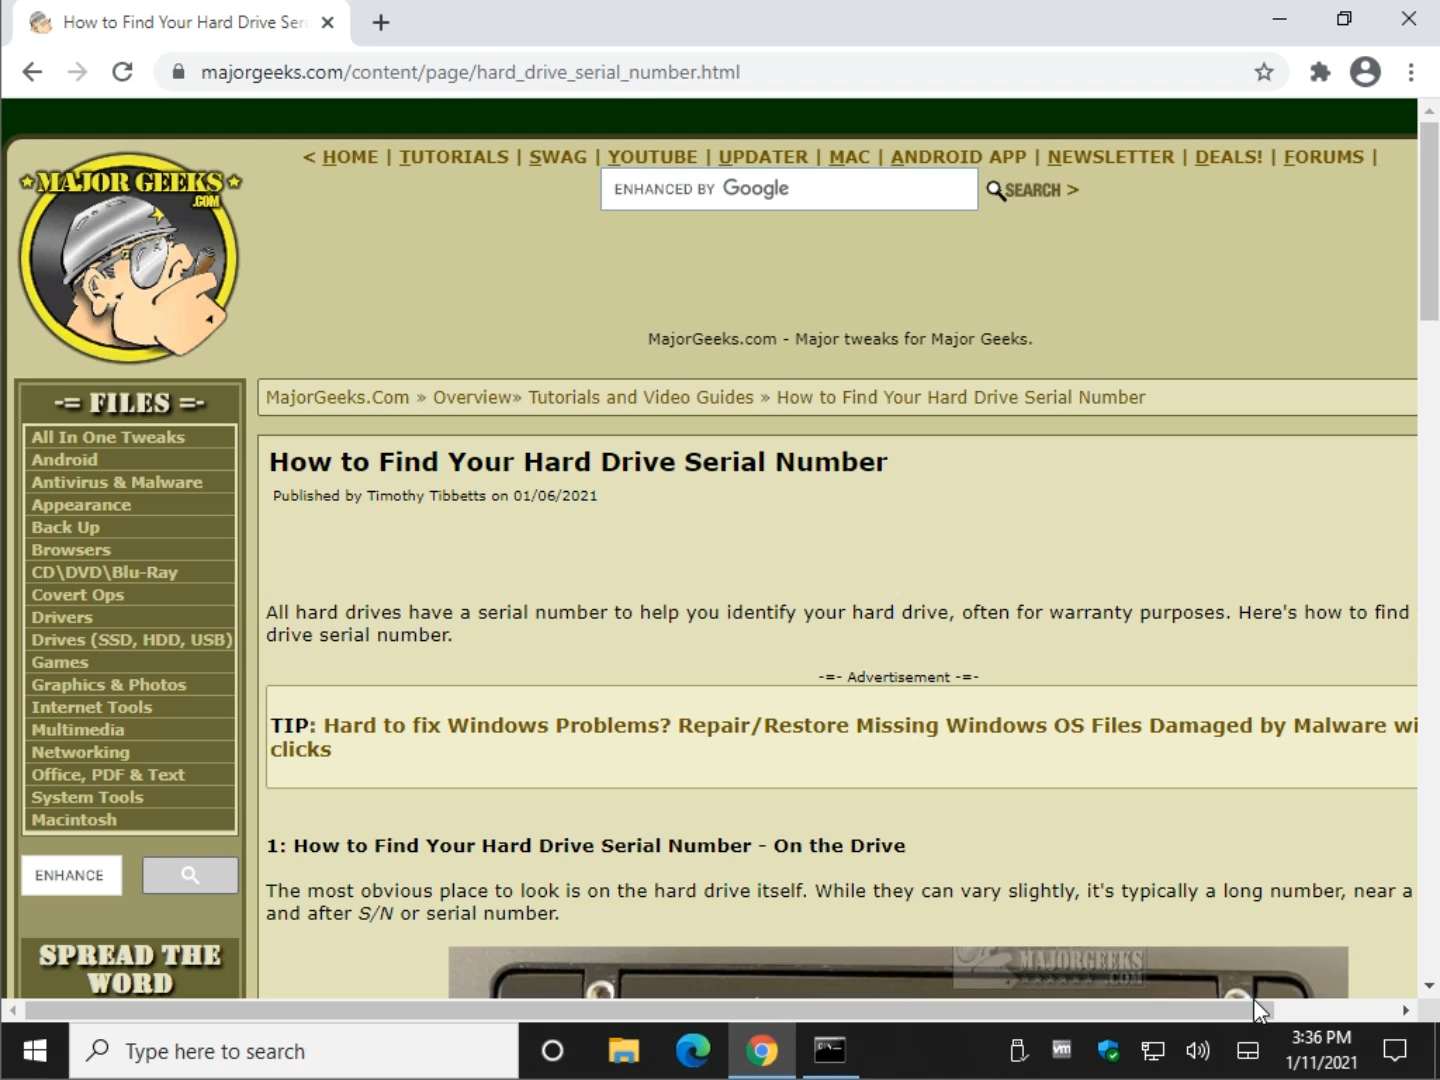 How to Find Your Hard Drive Seri
majorgeeks.com/content/page/hard_drive_serial_number.html
< HOME | TUTORIALS | SWAG | YOUTUBE | UPDATER | MAC | ANDROID APP | NEWSLETTER | DEALS! | FORUMS |
ENHANCED BY Google
SEARCH >
MAJOR GEEKS
.COM
MajorGeeks.com - Major tweaks for Major Geeks.
-= FILES =-
All In One Tweaks
Android
Antivirus & Malware
Appearance
Back Up
Browsers
CD\DVD\Blu-Ray
Covert Ops
Drivers
Drives (SSD, HDD, USB)
Games
Graphics & Photos
Internet Tools
Multimedia
Networking
Office, PDF & Text
System Tools
Macintosh
ENHANCE
SPREAD THE
WORD
MajorGeeks.Com » Overview» Tutorials and Video Guides » How to Find Your Hard Drive Serial Number
How to Find Your Hard Drive Serial Number
Published by Timothy Tibbetts on 01/06/2021
All hard drives have a serial number to help you identify your hard drive, often for warranty purposes. Here's how to find
drive serial number.
-=- Advertisement -=-
TIP: Hard to fix Windows Problems? Repair/Restore Missing Windows OS Files Damaged by Malware wi
clicks
1: How to Find Your Hard Drive Serial Number - On the Drive
The most obvious place to look is on the hard drive itself. While they can vary slightly, it's typically a long number, near a
and after S/N or serial number.
MAJORGEEKS
.COM
Type here to search
C:\
vm
3:36 PM
1/11/2021